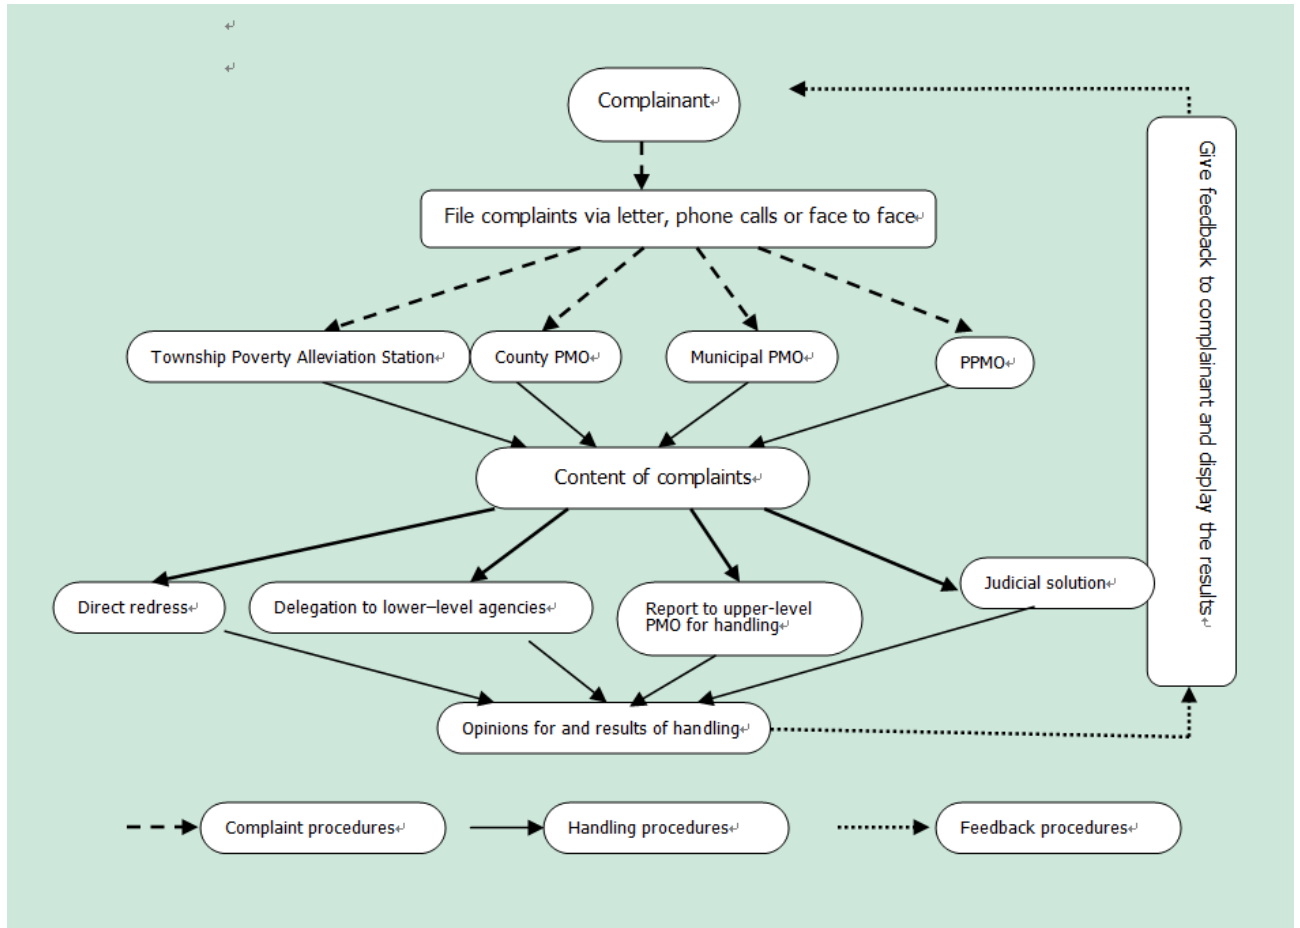 Complainant
File complaints via letter, phone calls or face to face
Township Poverty Alleviation Station
County PMO
Municipal PMO
PPMO
Content of complaints
Direct redress
Delegation to lower–level agencies
Report to upper-level
PMO for handling
Judicial solution
Give feedback to complainant and display the results
Opinions for and results of handling
Complaint procedures
Handling procedures
Feedback procedures